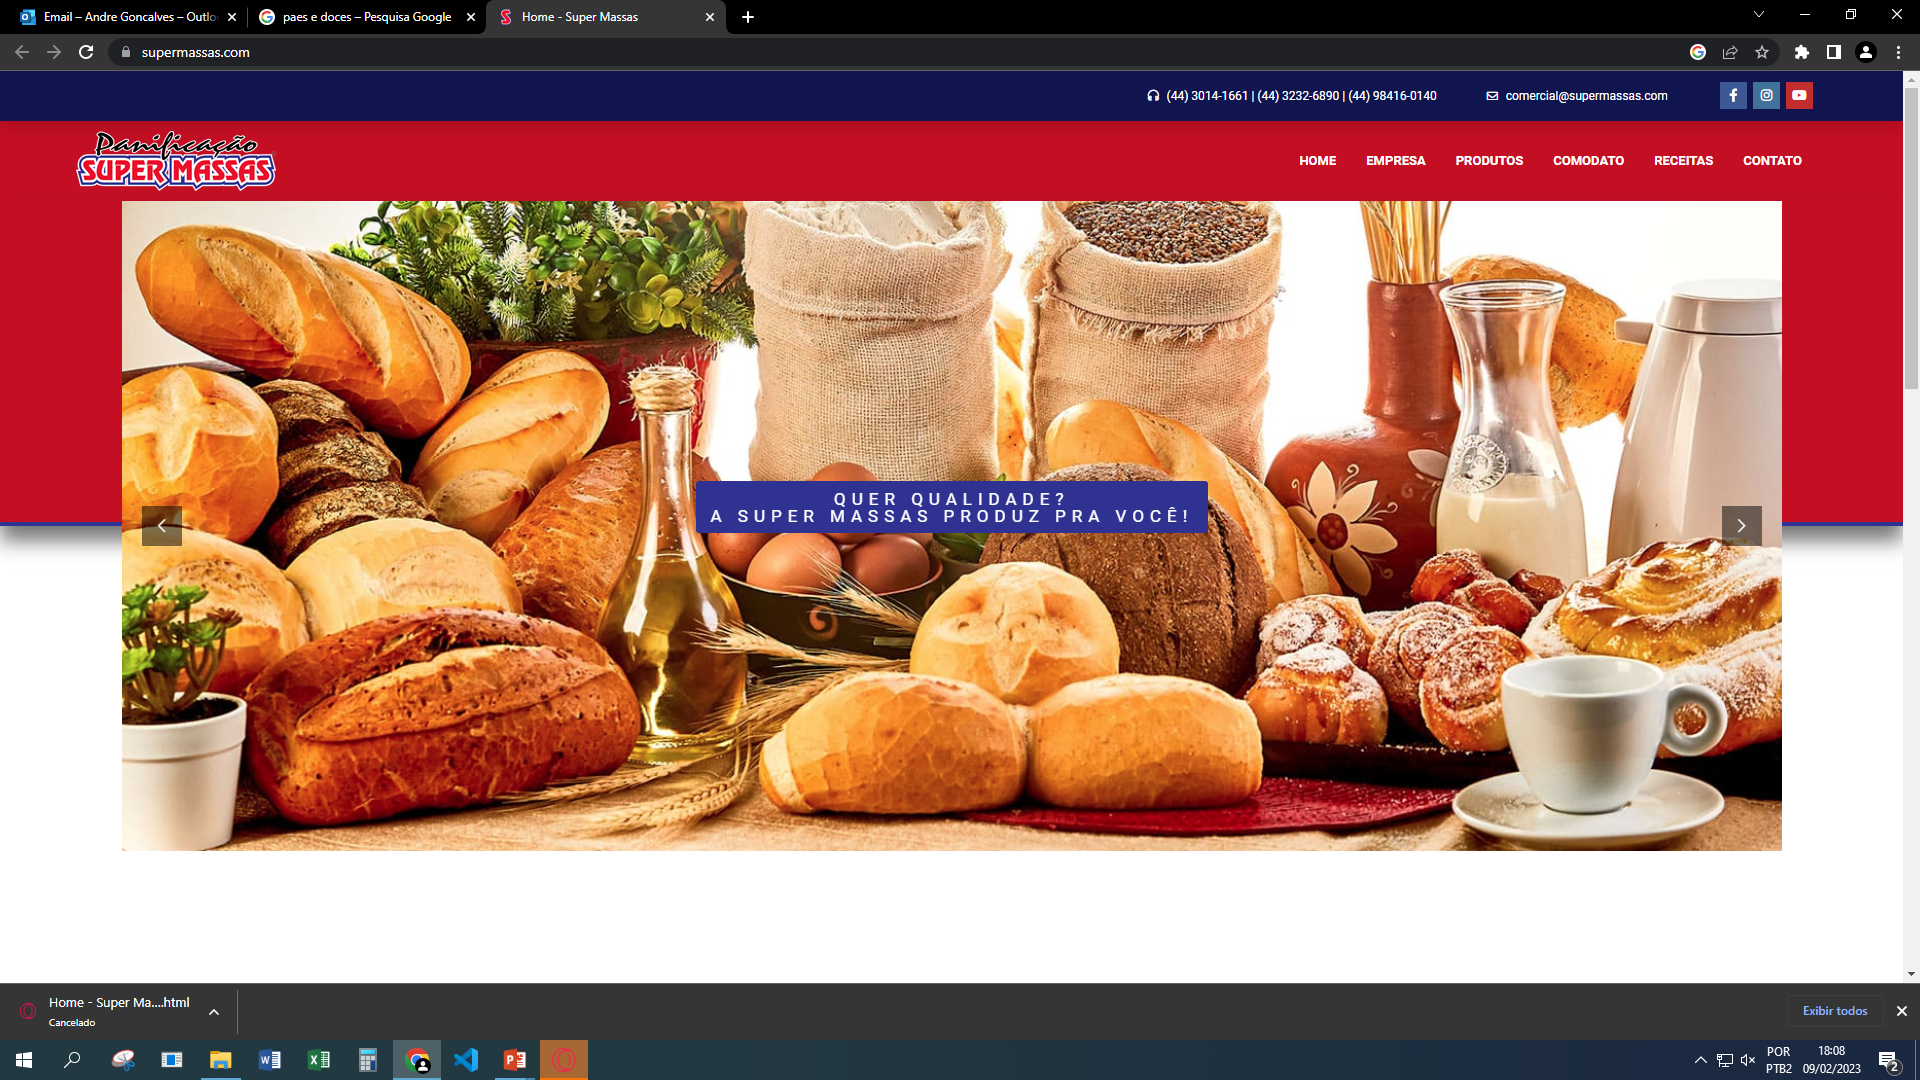 Email – Andre Goncalves – Outlo
paes e doces – Pesquisa Google
Home - Super Massas
supermassas.com
(44) 3014-1661 | (44) 3232-6890 | (44) 98416-0140
comercial@supermassas.com
Panificação
SUPER MASSAS
HOME
EMPRESA
PRODUTOS
COMODATO
RECEITAS
CONTATO
QUER QUALIDADE?
A SUPER MASSAS PRODUZ PRA VOCÊ!
Home - Super Ma....html
Cancelado
Exibir todos
POR
PTB2
18:08
09/02/2023
2